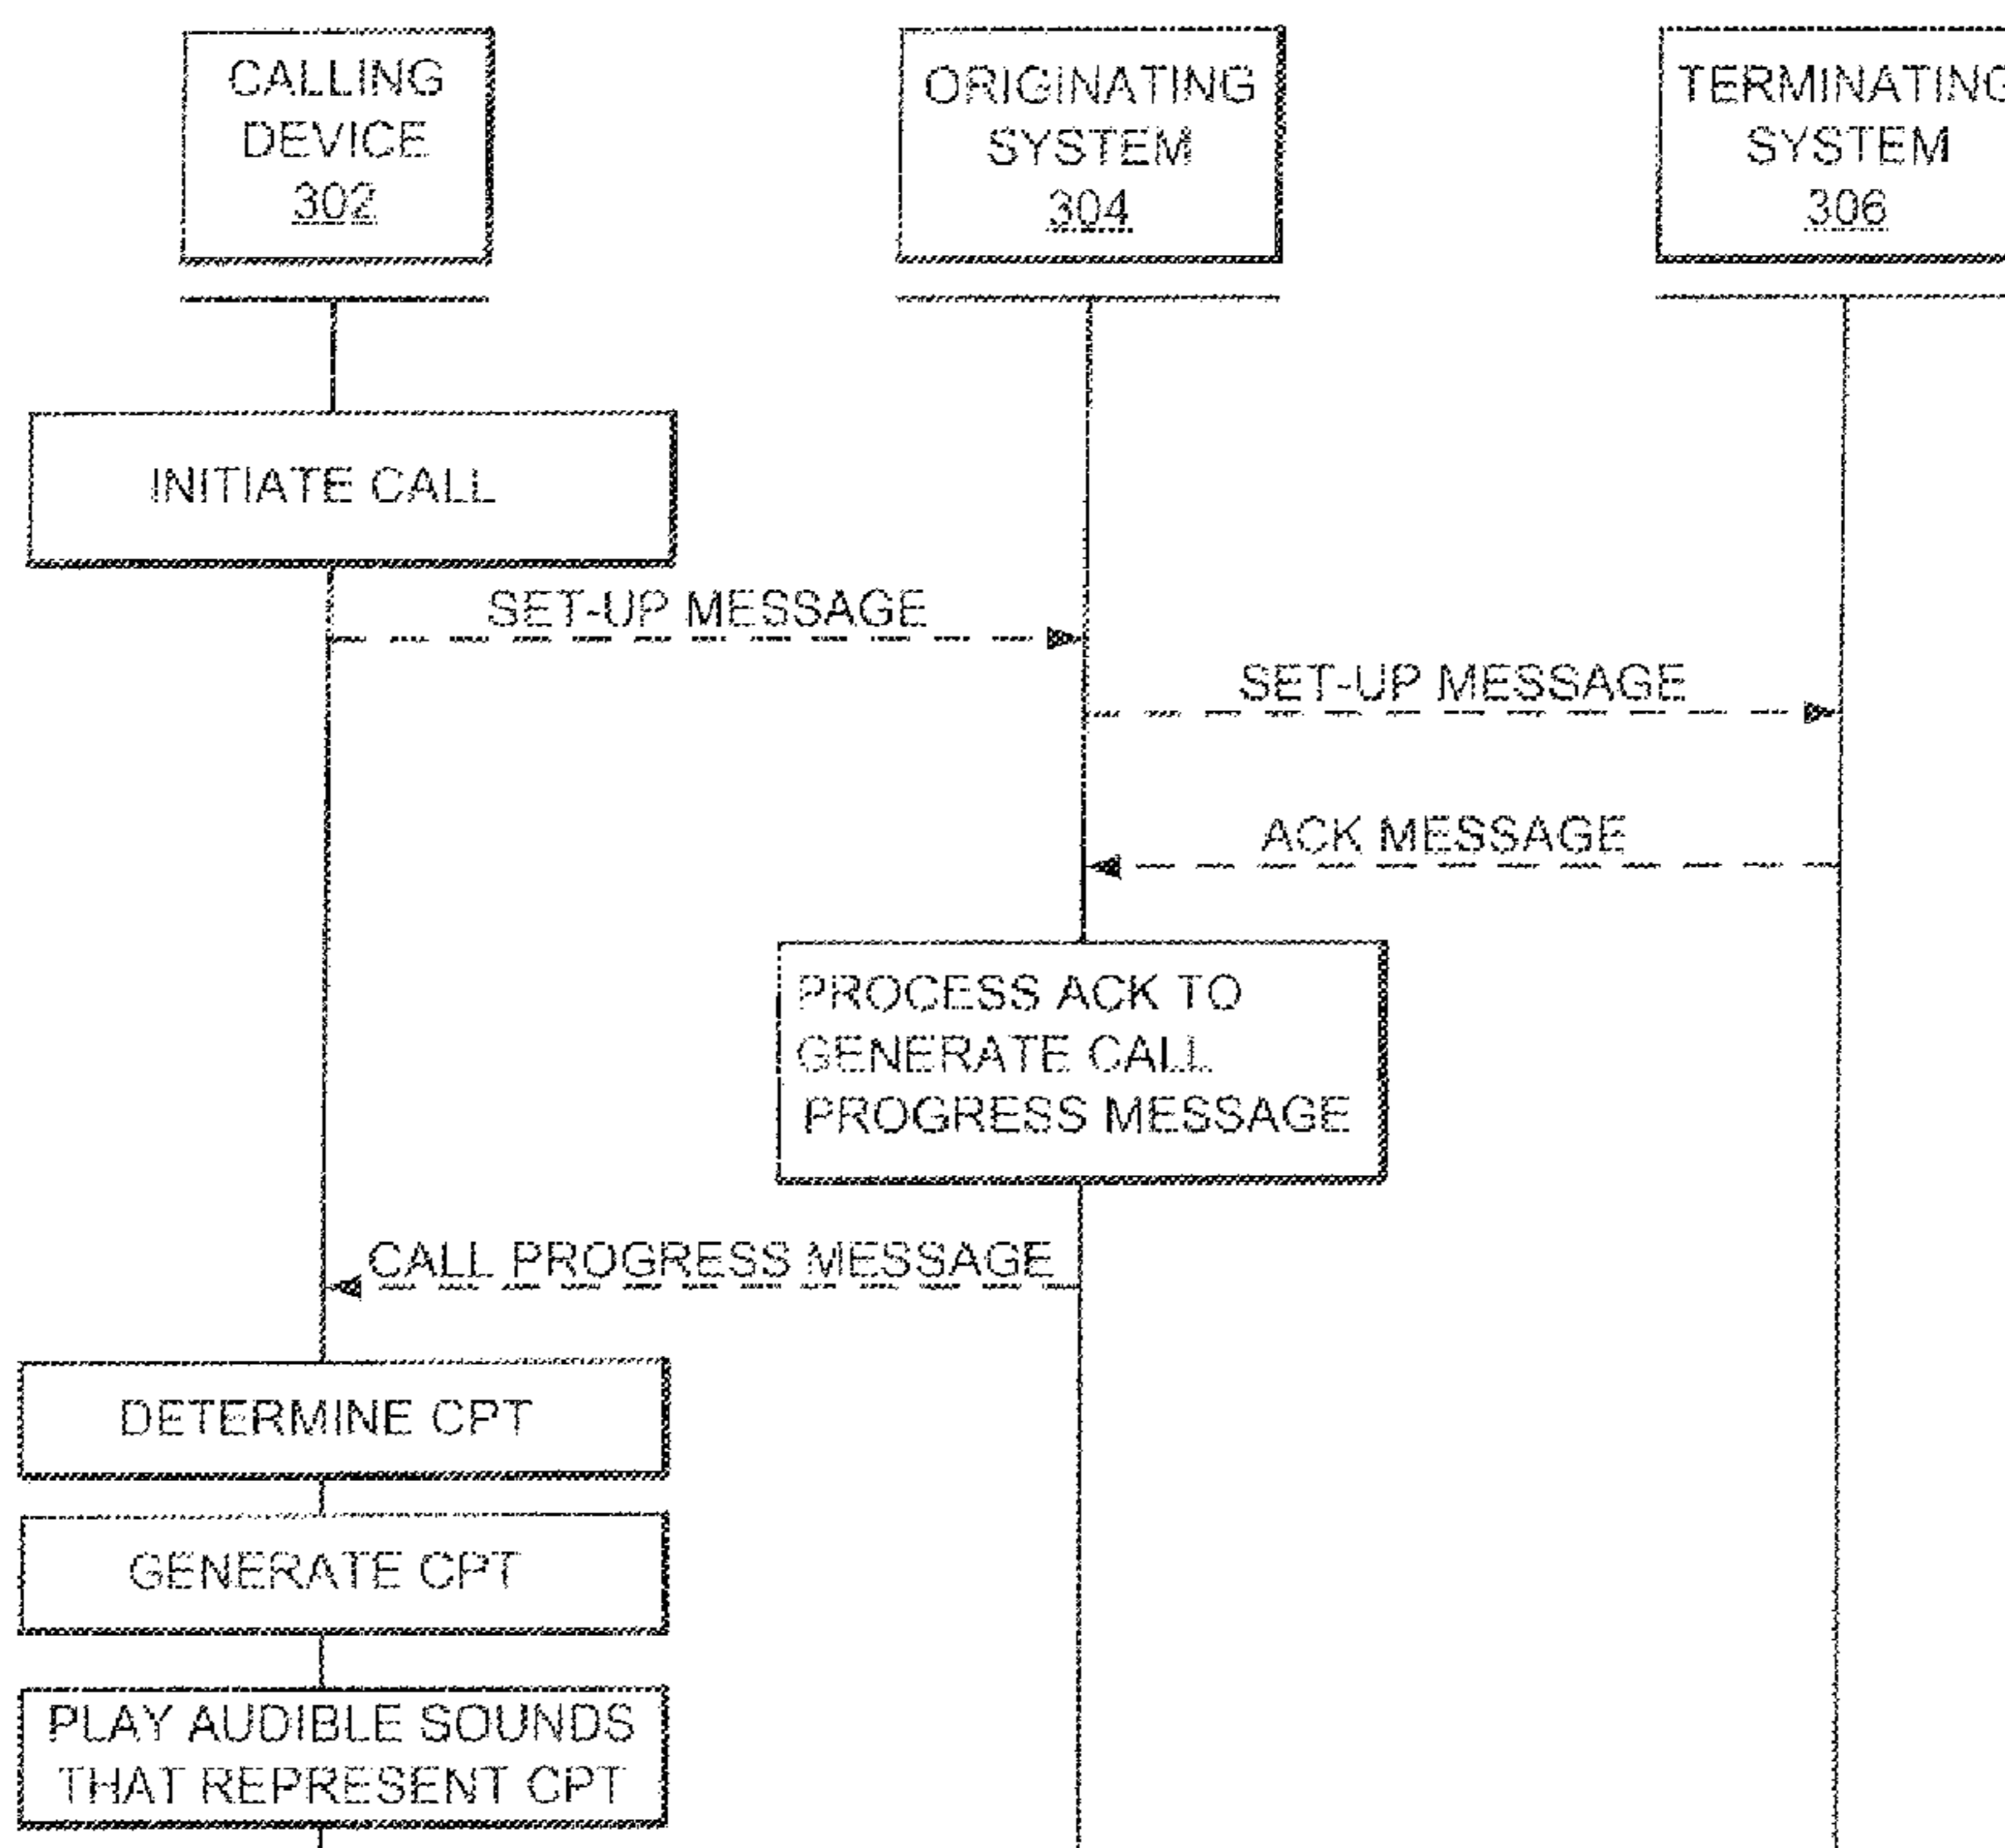 CALLING
DEVICE
302
ORIGINATING
SYSTEM
304
TERMINATING
SYSTEM
306
INITIATE CALL
SET-UP MESSAGE
SET-UP MESSAGE
ACK MESSAGE
PROCESS ACK TO
GENERATE CALL
PROGRESS MESSAGE
CALL PROGRESS MESSAGE
DETERMINE CPT
GENERATE CPT
PLAY AUDIBLE SOUNDS
THAT REPRESENT CPT